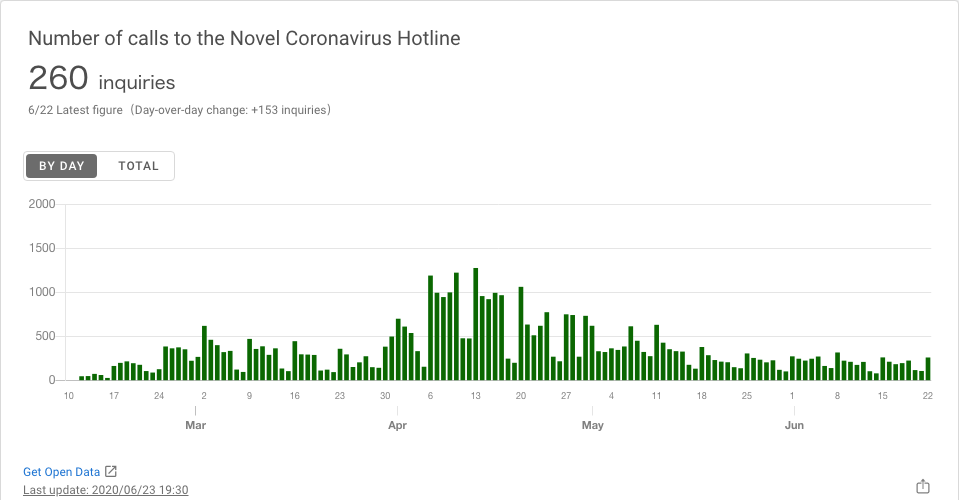 Number of calls to the Novel Coronavirus Hotline
260 inquiries
6/22 Latest figure（Day-over-day change: +153 inquiries）
BY DAY TOTAL
2000
1500
1000
500
0
10 17 24 2 9 16 23 30 6 13 20 27 4 11 18 25 1 8 15 22
Mar Apr May Jun
Get Open Data
Last update: 2020/06/23 19:30